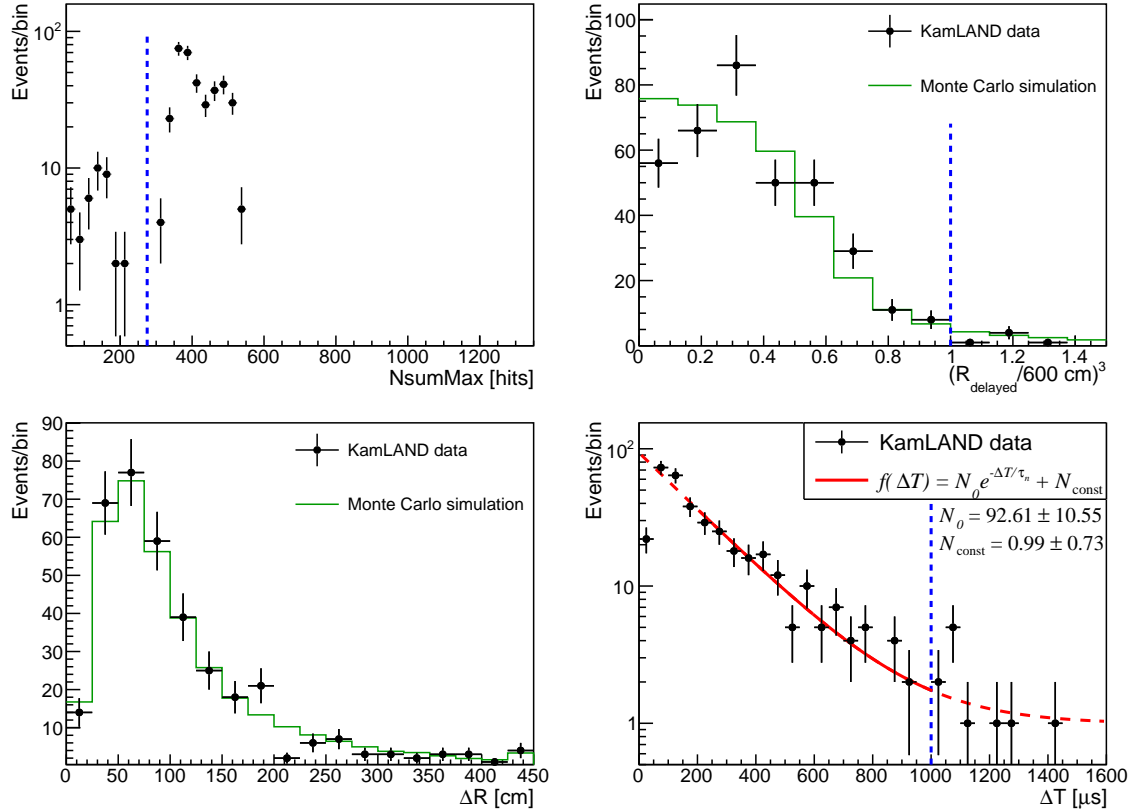 Events/bin
10²
10
1
200 400 600 800 1000 1200
NsumMax [hits]
Events/bin
100
80
60
40
20
0
KamLAND data
Monte Carlo simulation
0 0.2 0.4 0.6 0.8 1 1.2 1.4
(R_delayed/600 cm)³
Events/bin
90
80
70
60
50
40
30
20
10
KamLAND data
Monte Carlo simulation
0 50 100 150 200 250 300 350 400 450
ΔR [cm]
Events/bin
10²
10
1
KamLAND data
f(ΔT) = N₀e^{-ΔT/τₙ} + N_const
N₀ = 92.61 ± 10.55
N_const = 0.99 ± 0.73
0 200 400 600 800 1000 1200 1400 1600
ΔT [μs]